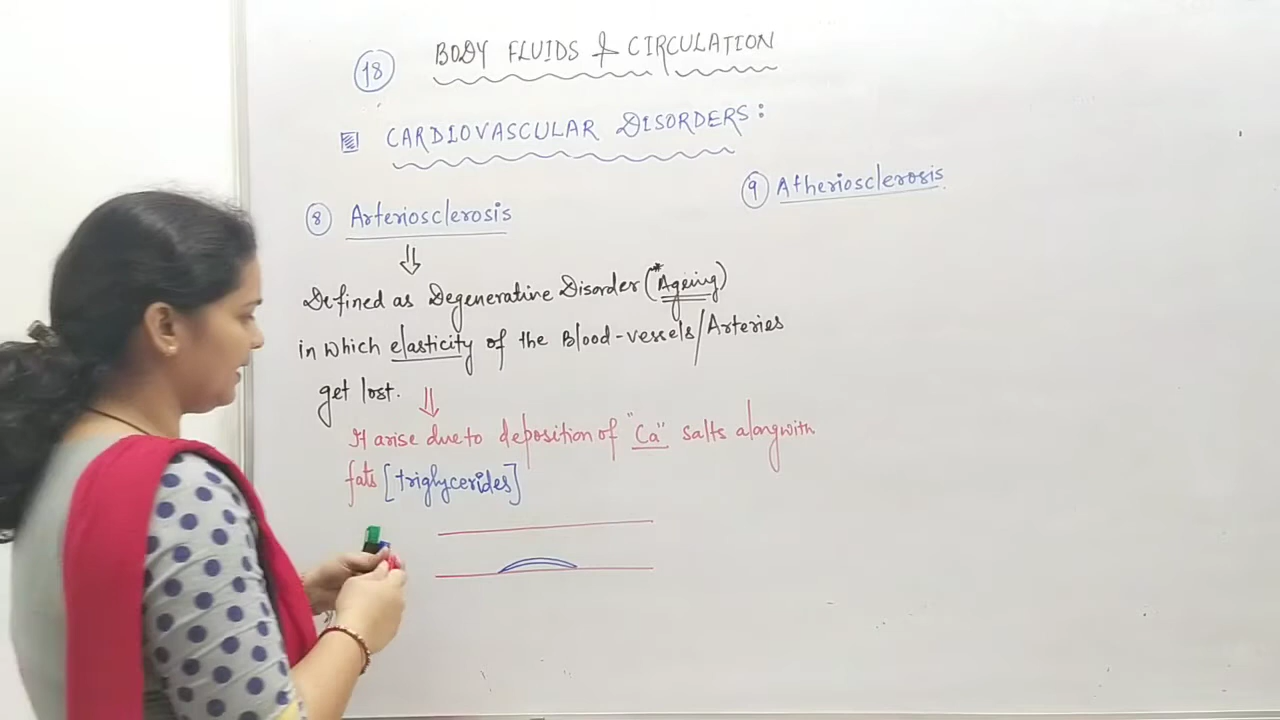 18 BODY FLUIDS & CIRCULATION
CARDIOVASCULAR DISORDERS:
8 Arteriosclerosis
9 Atheriosclerosis
Defined as Degenerative Disorder (*Ageing)
in which elasticity of the Blood-vessels/Arteries
get lost.
It arise due to deposition of "Ca" salts alongwith
fats [triglycerides]